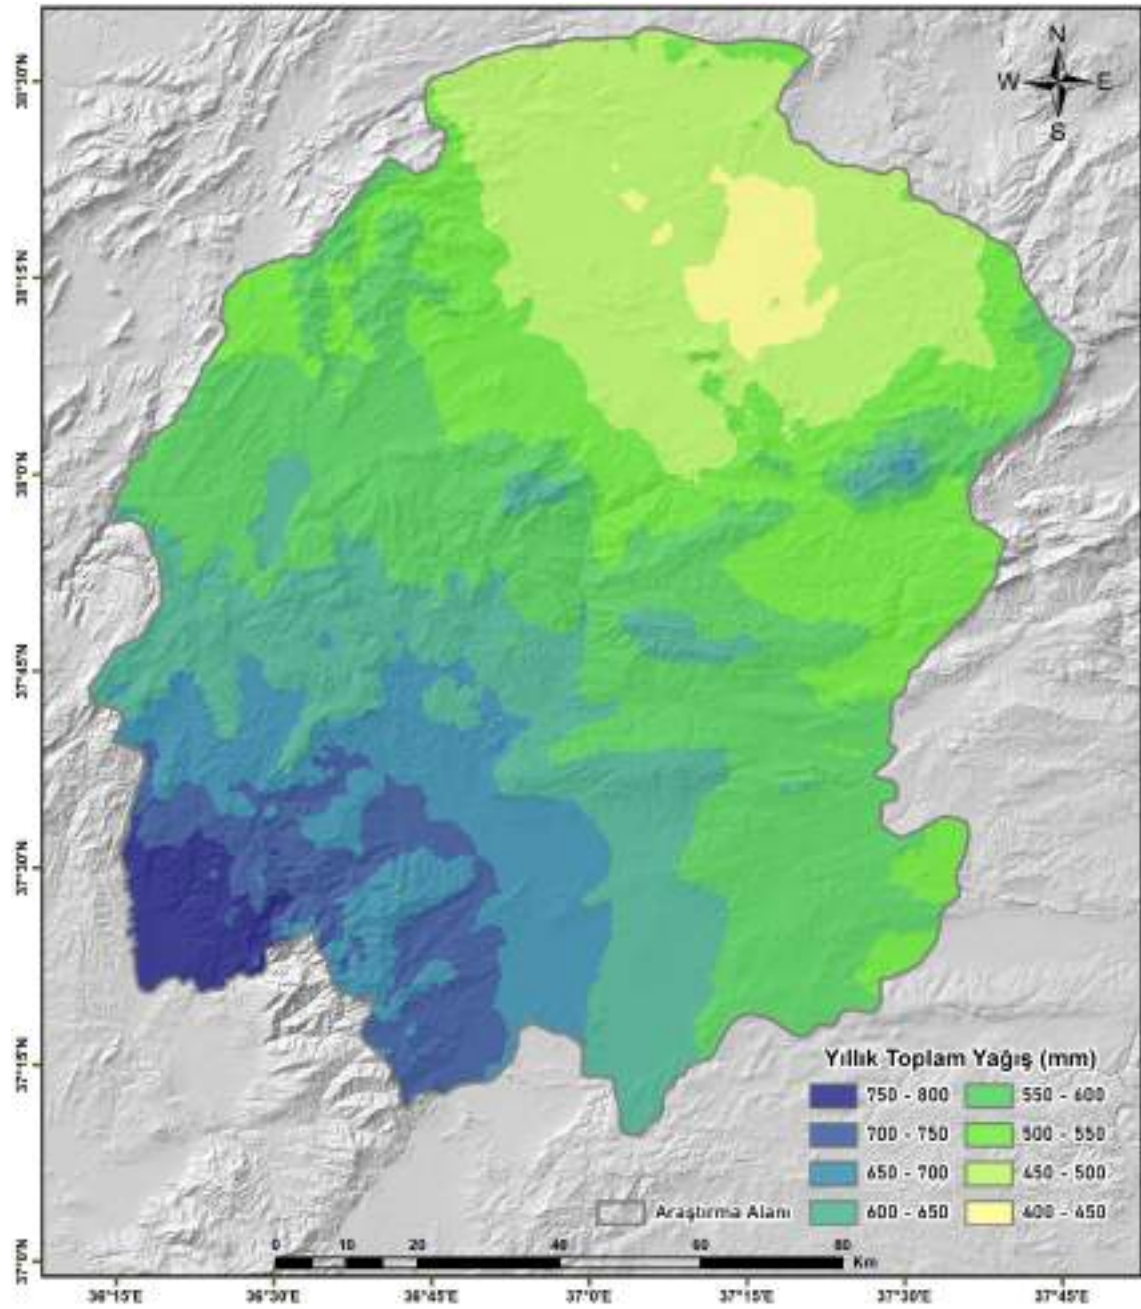 N
W E
S
38°30'N
38°15'N
38°0'N
37°45'N
37°30'N
37°15'N
37°0'N
Yıllık Toplam Yağış (mm)
750 - 800 550 - 600
700 - 750 500 - 550
650 - 700 450 - 500
600 - 650 400 - 450
Araştırma Alanı
0 10 20 40 60 80
Km
36°15'E 36°30'E 36°45'E 37°0'E 37°15'E 37°30'E 37°45'E